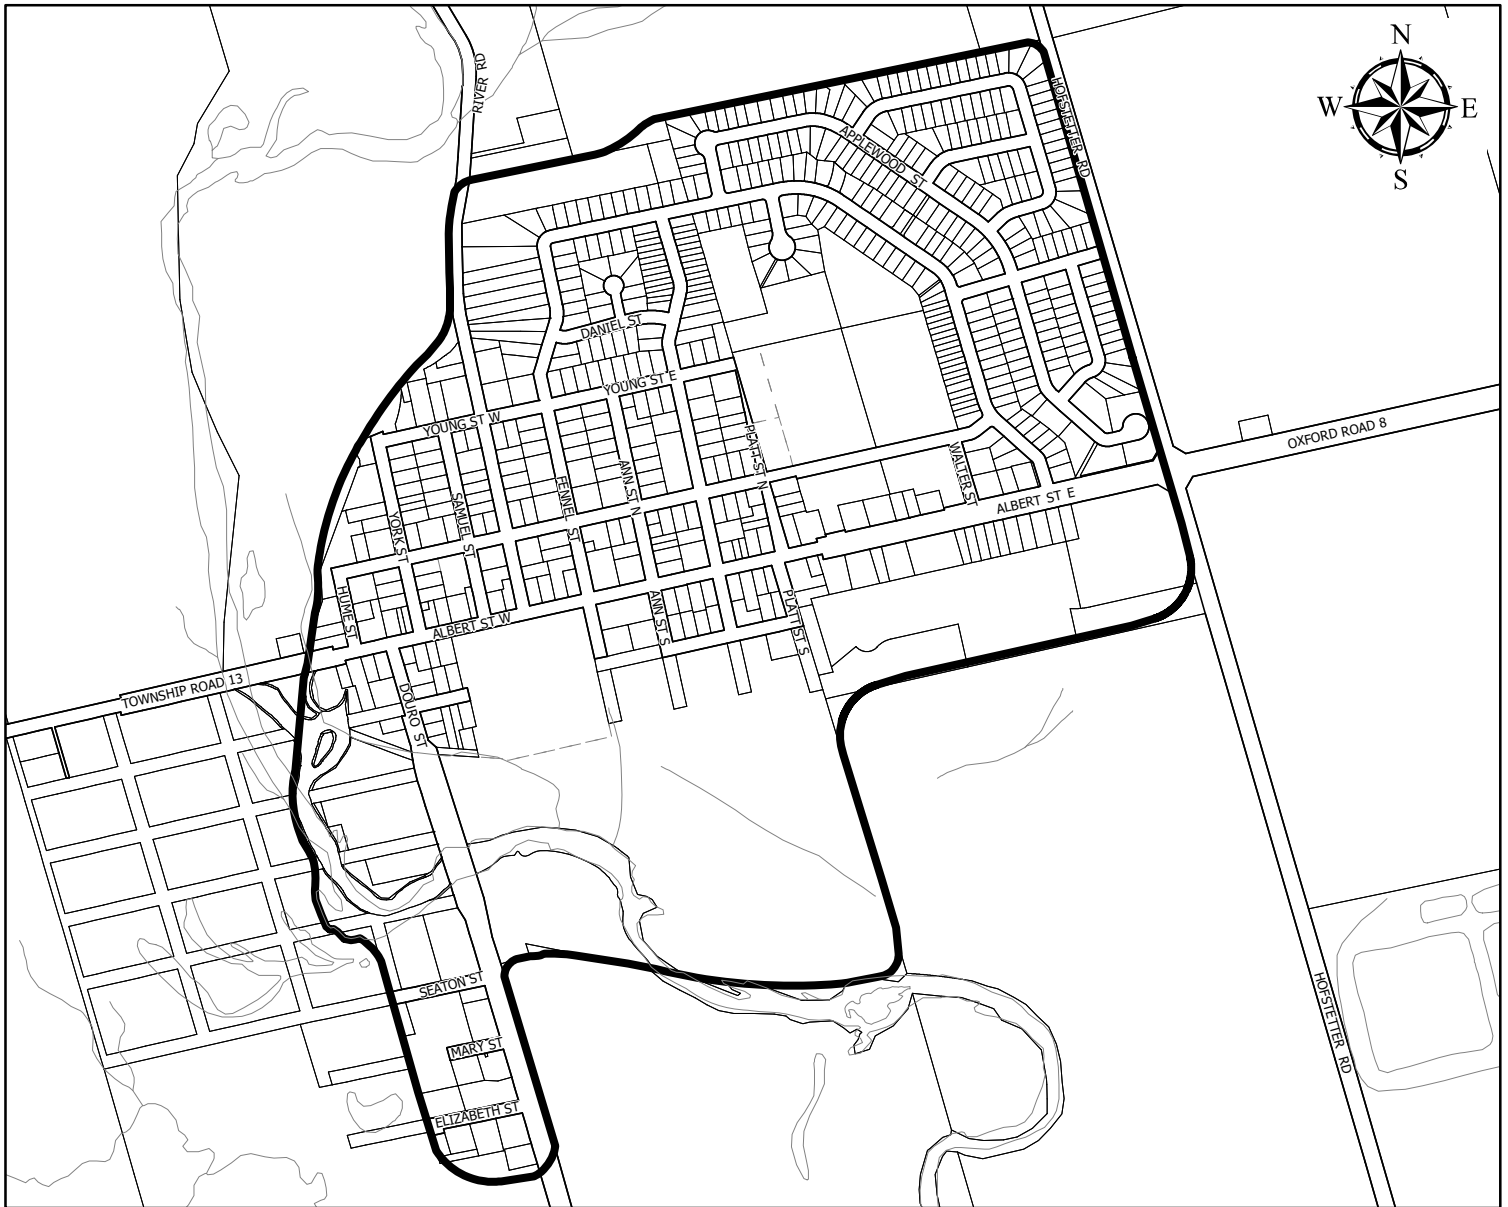 N
W E
S
RIVER RD
HOFSTETTER RD
APPLEWOOD ST
DANIEL ST
YOUNG ST E
YOUNG ST W
OXFORD ROAD 8
PLATT ST N
WALTER ST
ANN ST N
FENNEL ST
SAMUEL ST
YORK ST
ALBERT ST E
HUME ST
ALBERT ST W
ANN ST S
PLATT ST S
TOWNSHIP ROAD 13
DOURO ST
SEATON ST
HOFSTETTER RD
MARY ST
ELIZABETH ST